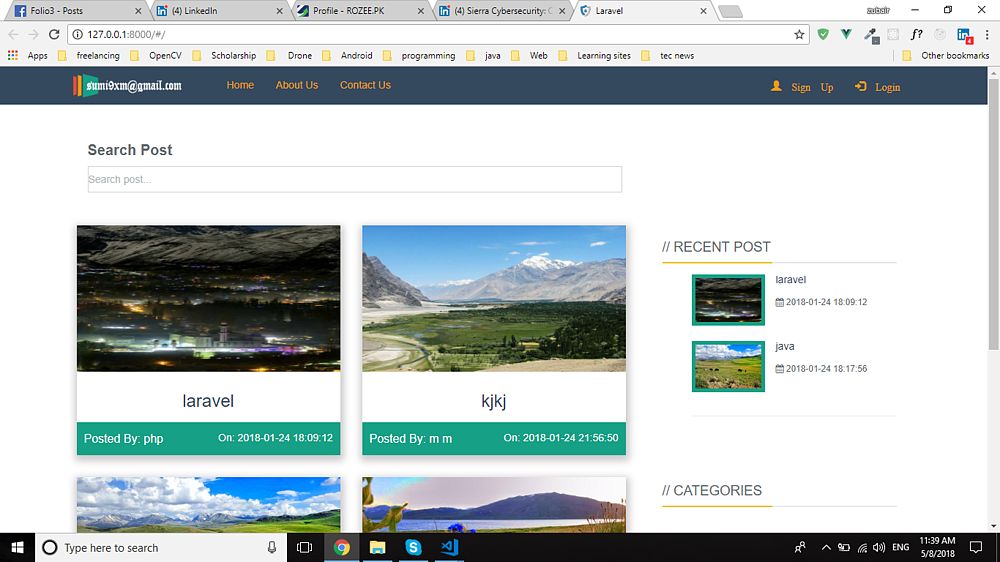 Folio3 - Posts
(4) LinkedIn
Profile - ROZEE.PK
(4) Sierra Cybersecurity:
Laravel
zubair
127.0.0.1:8000/#/
f?
4
Apps
freelancing
OpenCV
Scholarship
Drone
Android
programming
java
Web
Learning sites
tec news
Other bookmarks
sumi9xm@gmail.com
Home
About Us
Contact Us
Sign Up
Login
Search Post
Search post...
laravel
Posted By: php
On: 2018-01-24 18:09:12
kjkj
Posted By: m m
On: 2018-01-24 21:56:50
// RECENT POST
laravel
2018-01-24 18:09:12
java
2018-01-24 18:17:56
// CATEGORIES
Type here to search
ENG
11:39 AM
5/8/2018